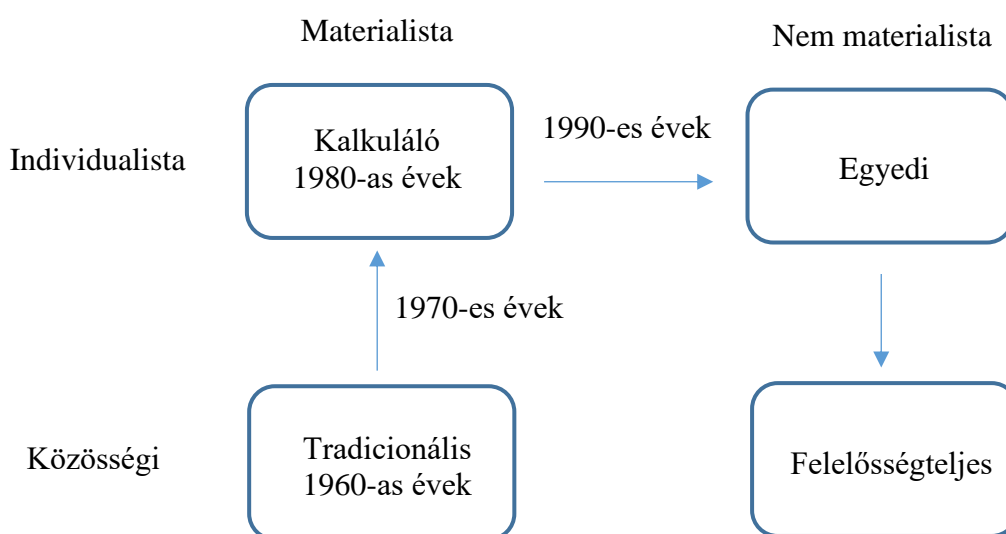 Materialista
Nem materialista
Individualista
Kalkuláló
1980-as évek
1990-es évek
Egyedi
1970-es évek
Közösségi
Tradicionális
1960-as évek
Felelősségteljes